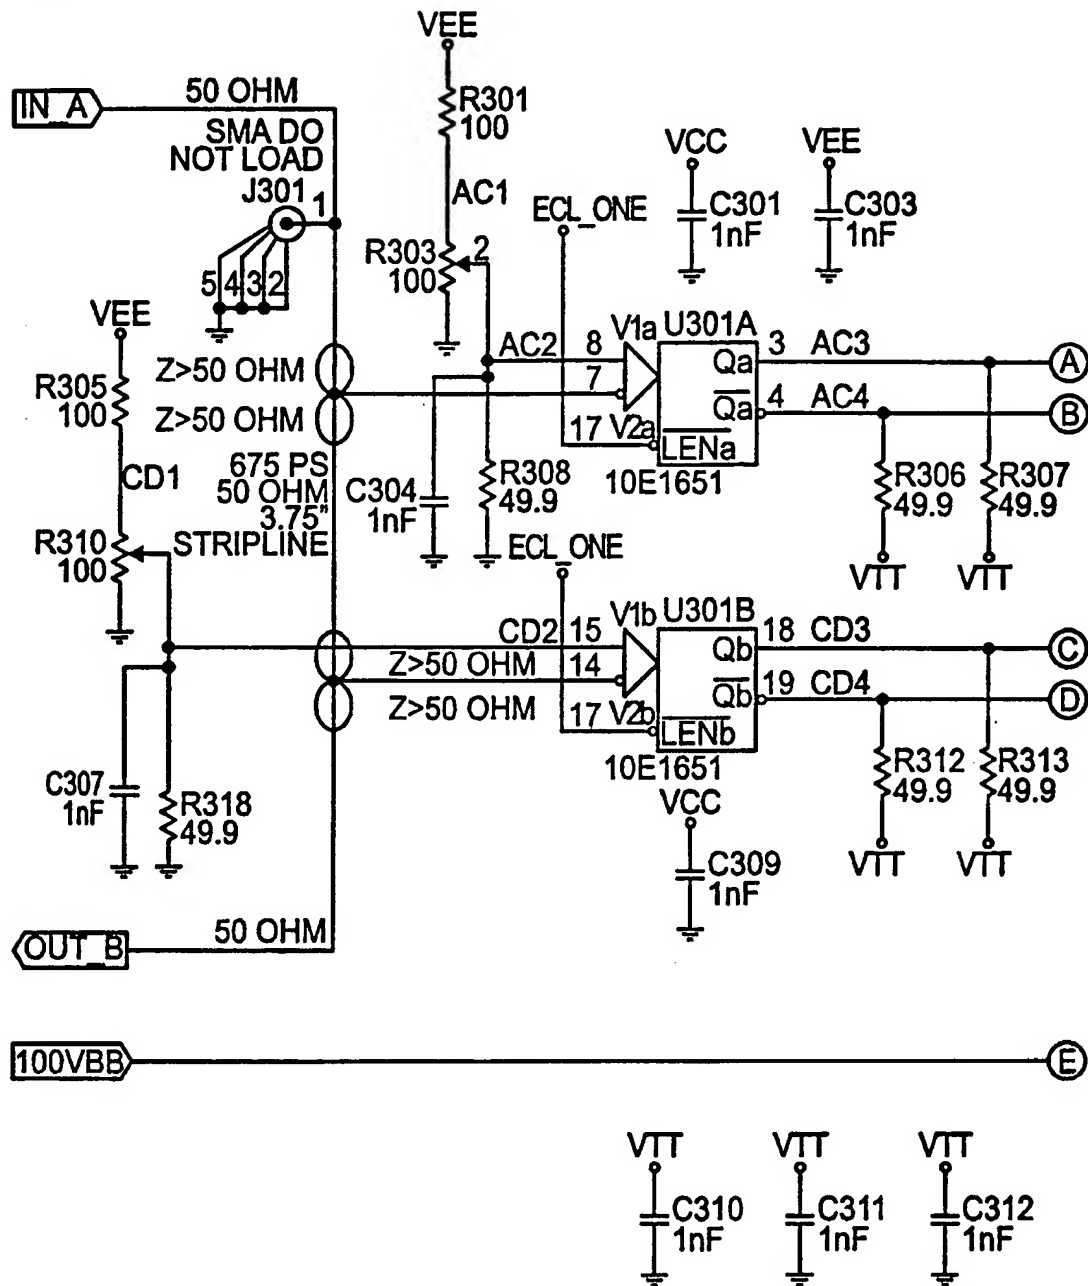 VEE
IN_A
50 OHM
R301
100
SMA DO
NOT LOAD
J301
1
AC1
VCC
VEE
C301
1nF
C303
1nF
ECL_ONE
R303
100
2
5 4 3 2
VEE
V1a
U301A
AC2
8
7
Qa
3
AC3
A
Z>50 OHM
R305
100
Z>50 OHM
17
V2a
Qa
4
AC4
B
LENa
10E1651
CD1
675 PS
50 OHM
3.75"
STRIPLINE
C304
1nF
R308
49.9
R306
49.9
R307
49.9
R310
100
ECL_ONE
VTT
VTT
V1b
U301B
CD2
15
Z>50 OHM
14
Qb
18
CD3
C
Z>50 OHM
17
V2b
Qb
19
CD4
D
LENb
10E1651
C307
1nF
R318
49.9
R312
49.9
R313
49.9
VCC
VTT
VTT
C309
1nF
OUT_B
50 OHM
100VBB
E
VTT
VTT
VTT
C310
1nF
C311
1nF
C312
1nF